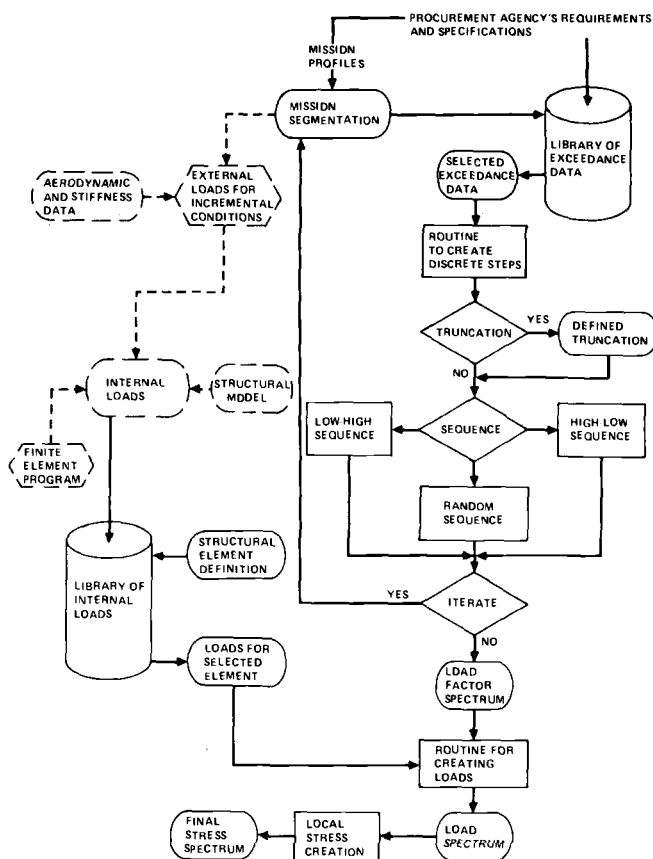 PROCUREMENT AGENCY'S REQUIREMENTS
AND SPECIFICATIONS
MISSION
PROFILES
MISSION
SEGMENTATION
LIBRARY OF
EXCEEDANCE
DATA
SELECTED
EXCEEDANCE
DATA
AERODYNAMIC
AND STIFFNESS
DATA
EXTERNAL
LOADS FOR
INCREMENTAL
CONDITIONS
ROUTINE
TO CREATE
DISCRETE STEPS
TRUNCATION
YES
DEFINED
TRUNCATION
NO
INTERNAL
LOADS
STRUCTURAL
MODEL
FINITE
ELEMENT
PROGRAM
LOW-HIGH
SEQUENCE
SEQUENCE
HIGH-LOW
SEQUENCE
RANDOM
SEQUENCE
LIBRARY OF
INTERNAL
LOADS
STRUCTURAL
ELEMENT
DEFINITION
YES
ITERATE
NO
LOADS FOR
SELECTED
ELEMENT
LOAD
FACTOR
SPECTRUM
ROUTINE FOR
CREATING
LOADS
FINAL
STRESS
SPECTRUM
LOCAL
STRESS
CREATION
LOAD
SPECTRUM